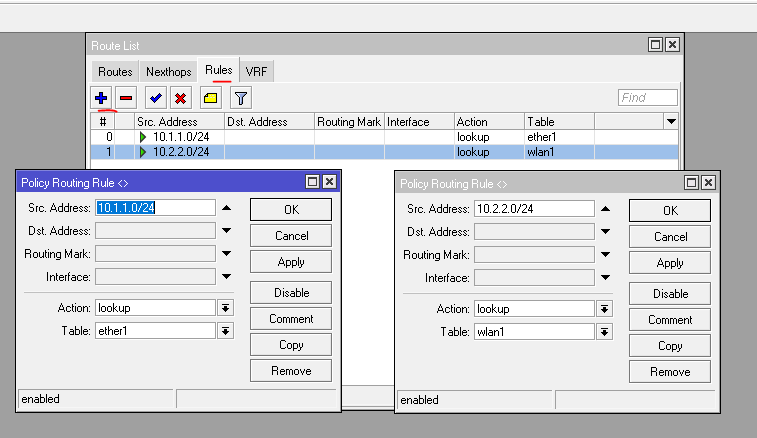 Route List
Routes Nexthops Rules VRF
Find
# Src. Address Dst. Address Routing Mark Interface Action Table
0 10.1.1.0/24 lookup ether1
1 10.2.2.0/24 lookup wlan1
Policy Routing Rule <>
Src. Address: 10.1.1.0/24 OK
Dst. Address: Cancel
Routing Mark: Apply
Interface:
Disable
Action: lookup Comment
Table: ether1 Copy
Remove
enabled
Policy Routing Rule <>
Src. Address: 10.2.2.0/24 OK
Dst. Address: Cancel
Routing Mark: Apply
Interface:
Disable
Action: lookup Comment
Table: wlan1 Copy
Remove
enabled